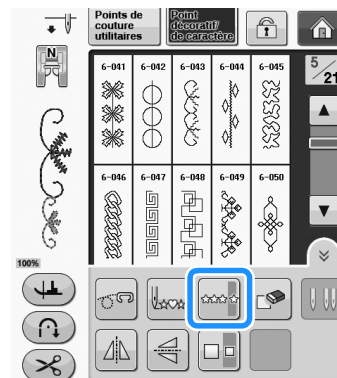 Points de
couture
utilitaires
Point
décoratif/
de caractère
N
6-041 6-042 6-043 6-044 6-045
5/21
6-046 6-047 6-048 6-049 6-050
100%